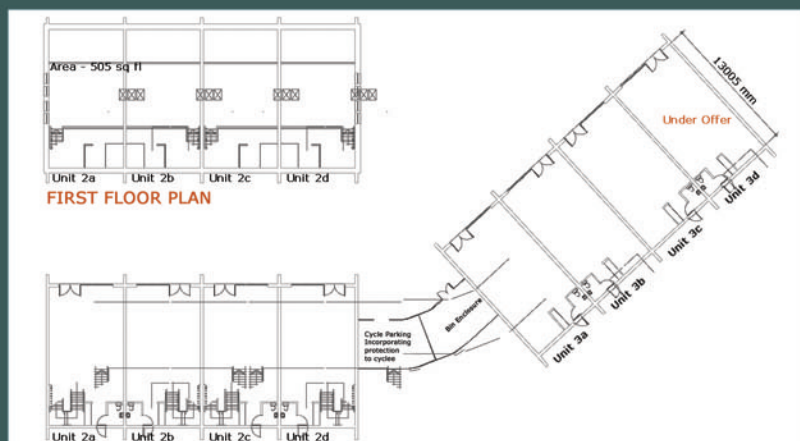 Area - 505 sq fl
Unit 2a Unit 2b Unit 2c Unit 2d
FIRST FLOOR PLAN
13005 mm
Under Offer
Unit 3d
Unit 3c
Unit 3b
Unit 3a
Bin Enclosure
Cycle Parking
Incorporating
protection
to cyclee
Unit 2a Unit 2b Unit 2c Unit 2d